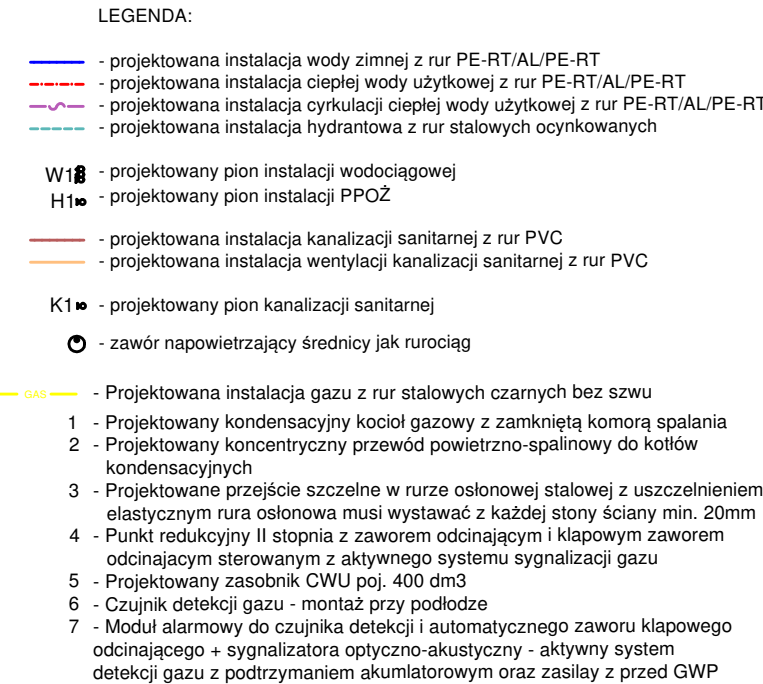 LEGENDA:
- projektowana instalacja wody zimnej z rur PE-RT/AL/PE-RT
- projektowana instalacja ciepłej wody użytkowej z rur PE-RT/AL/PE-RT
- projektowana instalacja cyrkulacji ciepłej wody użytkowej z rur PE-RT/AL/PE-RT
- projektowana instalacja hydrantowa z rur stalowych ocynkowanych
W1 - projektowany pion instalacji wodociągowej
H1 - projektowany pion instalacji PPOŻ
- projektowana instalacja kanalizacji sanitarnej z rur PVC
- projektowana instalacja wentylacji kanalizacji sanitarnej z rur PVC
K1 - projektowany pion kanalizacji sanitarnej
- zawór napowietrzający średnicy jak rurociąg
GAS - Projektowana instalacja gazu z rur stalowych czarnych bez szwu
1 - Projektowany kondensacyjny kocioł gazowy z zamkniętą komorą spalania
2 - Projektowany koncentryczny przewód powietrzno-spalinowy do kotłów
kondensacyjnych
3 - Projektowane przejście szczelne w rurze osłonowej stalowej z uszczelnieniem
elastycznym rura osłonowa musi wystawać z każdej stony ściany min. 20mm
4 - Punkt redukcyjny II stopnia z zaworem odcinającym i klapowym zaworem
odcinajacym sterowanym z aktywnego systemu sygnalizacji gazu
5 - Projektowany zasobnik CWU poj. 400 dm3
6 - Czujnik detekcji gazu - montaż przy podłodze
7 - Moduł alarmowy do czujnika detekcji i automatycznego zaworu klapowego
odcinającego + sygnalizatora optyczno-akustyczny - aktywny system
detekcji gazu z podtrzymaniem akumlatorowym oraz zasilay z przed GWP